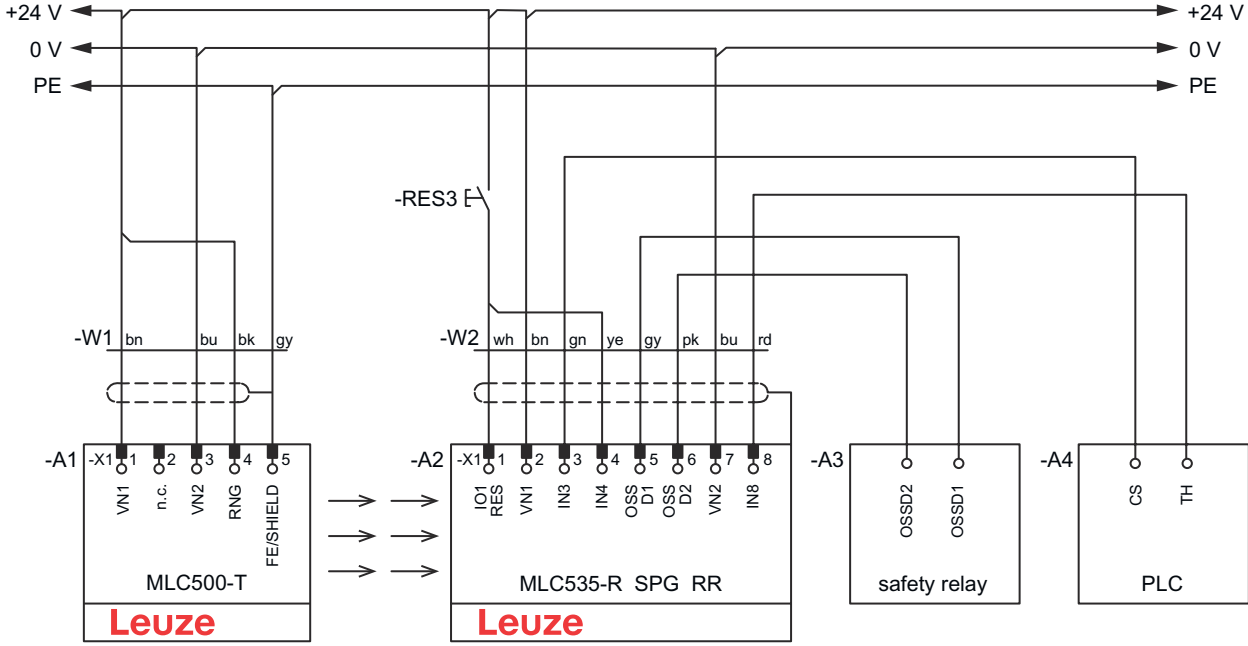 +24 V
+24 V
0 V
0 V
PE
PE
-RES3
-W1
bn
bu
bk
gy
-W2
wh
bn
gn
ye
gy
pk
bu
rd
-A1
-X1
1
2
3
4
5
VN1
n.c.
VN2
RNG
FE/SHIELD
MLC500-T
Leuze
-A2
-X1
1
2
3
4
5
6
7
8
IO1
RES
VN1
IN3
IN4
OSS
D1
OSS
D2
VN2
IN8
MLC535-R SPG RR
Leuze
-A3
OSSD2
OSSD1
safety relay
-A4
CS
TH
PLC